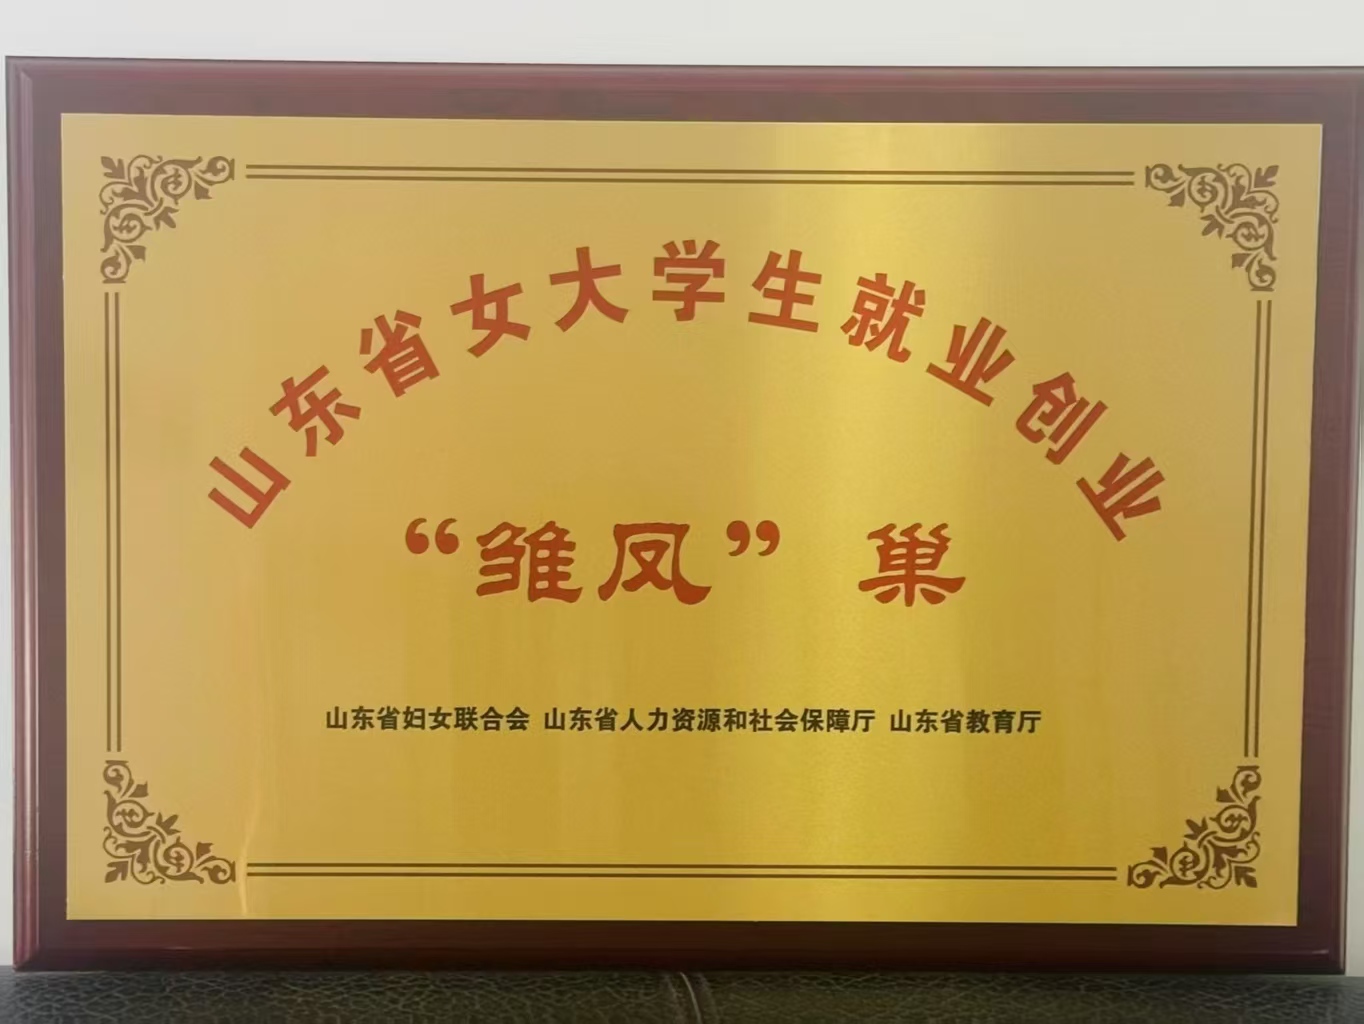 山东省女大学生就业创业
“雏凤”巢
山东省妇女联合会 山东省人力资源和社会保障厅 山东省教育厅